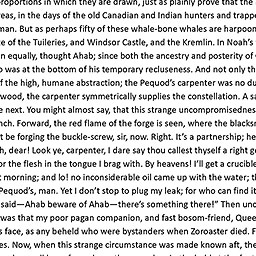 proportions in which they are drawn, just as plainly prove that the
reas, in the days of the old Canadian and Indian hunters and trappe
man. But as perhaps fifty of these whale-bone whales are harpoon
e of the Tuileries, and Windsor Castle, and the Kremlin. In Noah's
n equally, thought Ahab; since both the ancestry and posterity of
o was at the bottom of his temporary recluseness. And not only th
f the high, humane abstraction; the Pequod's carpenter was no du
wood, the carpenter symmetrically supplies the constellation. A sa
e next. You might almost say, that this strange uncompromisednes
nch. Forward, the red flame of the forge is seen, where the blacksm
t be forging the buckle-screw, sir, now. Right. It's a partnership; he
h, dear! Look ye, carpenter, I dare say thou callest thyself a right go
or the flesh in the tongue I brag with. By heavens! I'll get a crucible
t morning; and lo! no inconsiderable oil came up with the water; th
Pequod's, man. Yet I don't stop to plug my leak; for who can find it
said—Ahab beware of Ahab—there's something there!" Then unc
was that my poor pagan companion, and fast bosom-friend, Quee
s face, as any beheld who were bystanders when Zoroaster died. F
es. Now, when this strange circumstance was made known aft, the